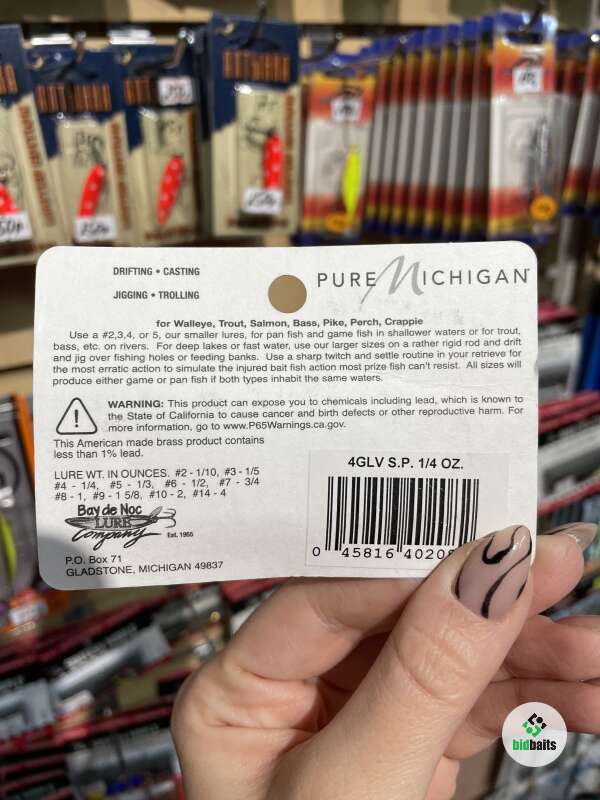 DRIFTING • CASTING
JIGGING • TROLLING
PURE MICHIGAN
for Walleye, Trout, Salmon, Bass, Pike, Perch, Crappie
Use a #2,3,4, or 5, our smaller lures, for pan fish and game fish in shallower waters or for trout,
bass, etc. on rivers. For deep lakes or fast water, use our larger sizes on a rather rigid rod and drift
and jig over fishing holes or feeding banks. Use a sharp twitch and settle routine in your retrieve for
the most erratic action to simulate the injured bait fish action most prize fish can't resist. All sizes will
produce either game or pan fish if both types inhabit the same waters.
WARNING: This product can expose you to chemicals including lead, which is known to
the State of California to cause cancer and birth defects or other reproductive harm. For
more information, go to www.P65Warnings.ca.gov.
This American made brass product contains
less than 1% lead.
LURE WT. IN OUNCES. #2 - 1/10, #3 - 1/5
#4 - 1/4, #5 - 1/3, #6 - 1/2, #7 - 3/4
#8 - 1, #9 - 1 5/8, #10 - 2, #14 - 4
Bay de Noc
LURE
Company
Est. 1965
P.O. Box 71
GLADSTONE, MICHIGAN 49837
4GLV S.P. 1/4 OZ.
0 45816 4020
bidbaits